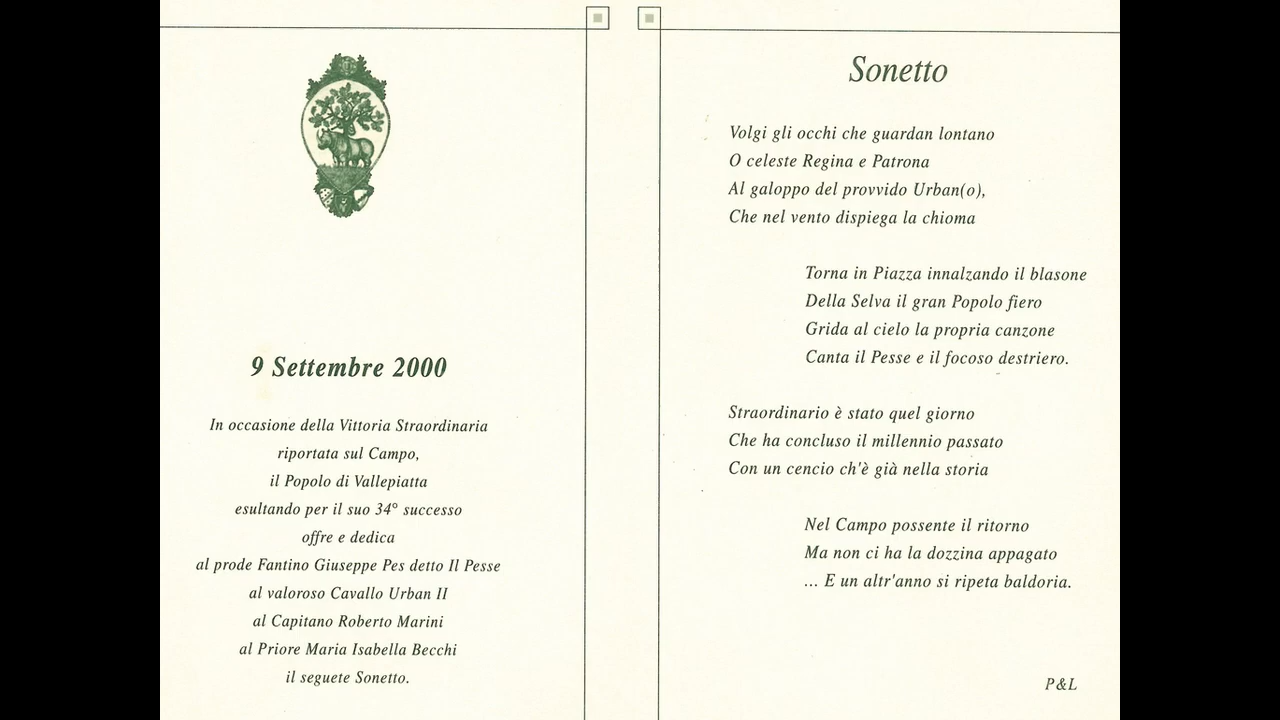 9 Settembre 2000
In occasione della Vittoria Straordinaria
riportata sul Campo,
il Popolo di Vallepiatta
esultando per il suo 34° successo
offre e dedica
al prode Fantino Giuseppe Pes detto Il Pesse
al valoroso Cavallo Urban II
al Capitano Roberto Marini
al Priore Maria Isabella Becchi
il seguete Sonetto.
Sonetto
Volgi gli occhi che guardan lontano
O celeste Regina e Patrona
Al galoppo del provvido Urban(o),
Che nel vento dispiega la chioma
Torna in Piazza innalzando il blasone
Della Selva il gran Popolo fiero
Grida al cielo la propria canzone
Canta il Pesse e il focoso destriero.
Straordinario è stato quel giorno
Che ha concluso il millennio passato
Con un cencio ch'è già nella storia
Nel Campo possente il ritorno
Ma non ci ha la dozzina appagato
... E un altr'anno si ripeta baldoria.
P&L